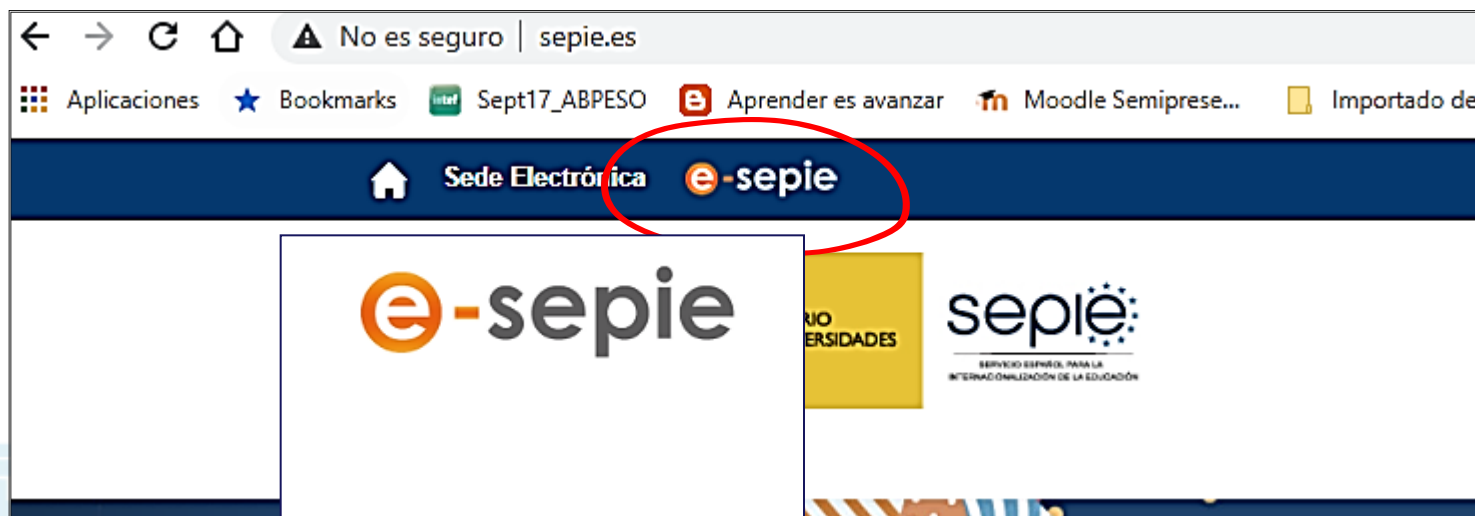 No es seguro | sepie.es
Aplicaciones Bookmarks intef Sept17_ABPESO Aprender es avanzar Moodle Semiprese... Importado de
Sede Electrónica e-sepie
e-sepie
RIO
ERSIDADES
sepie
SERVICIO ESPAÑOL PARA LA
INTERNACIONALIZACIÓN DE LA EDUCACIÓN